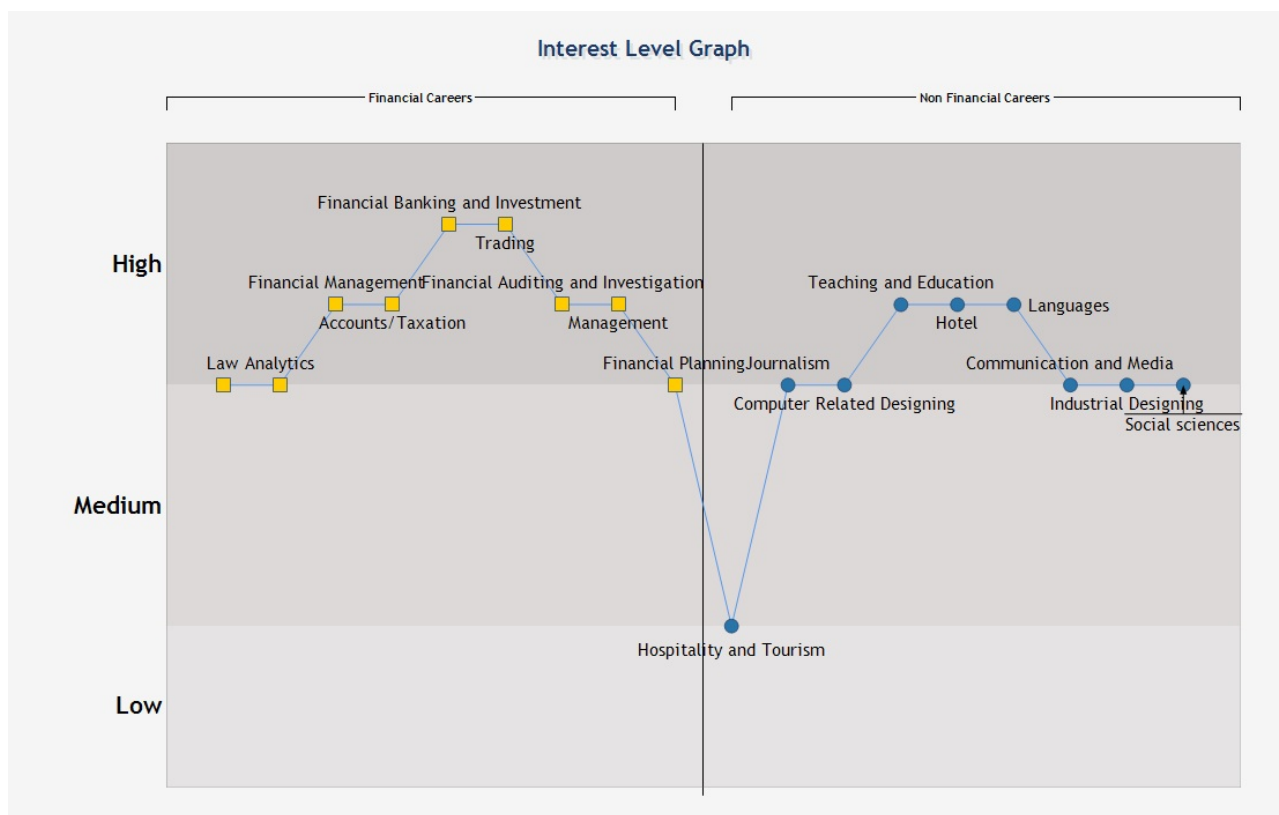 Interest Level Graph
Financial Careers
Non Financial Careers
Financial Banking and Investment
Trading
High
Financial Management
Financial Auditing and Investigation
Teaching and Education
Languages
Accounts/Taxation
Management
Hotel
Law Analytics
Financial Planning
Journalism
Communication and Media
Computer Related Designing
Industrial Designing
Social sciences
Medium
Hospitality and Tourism
Low